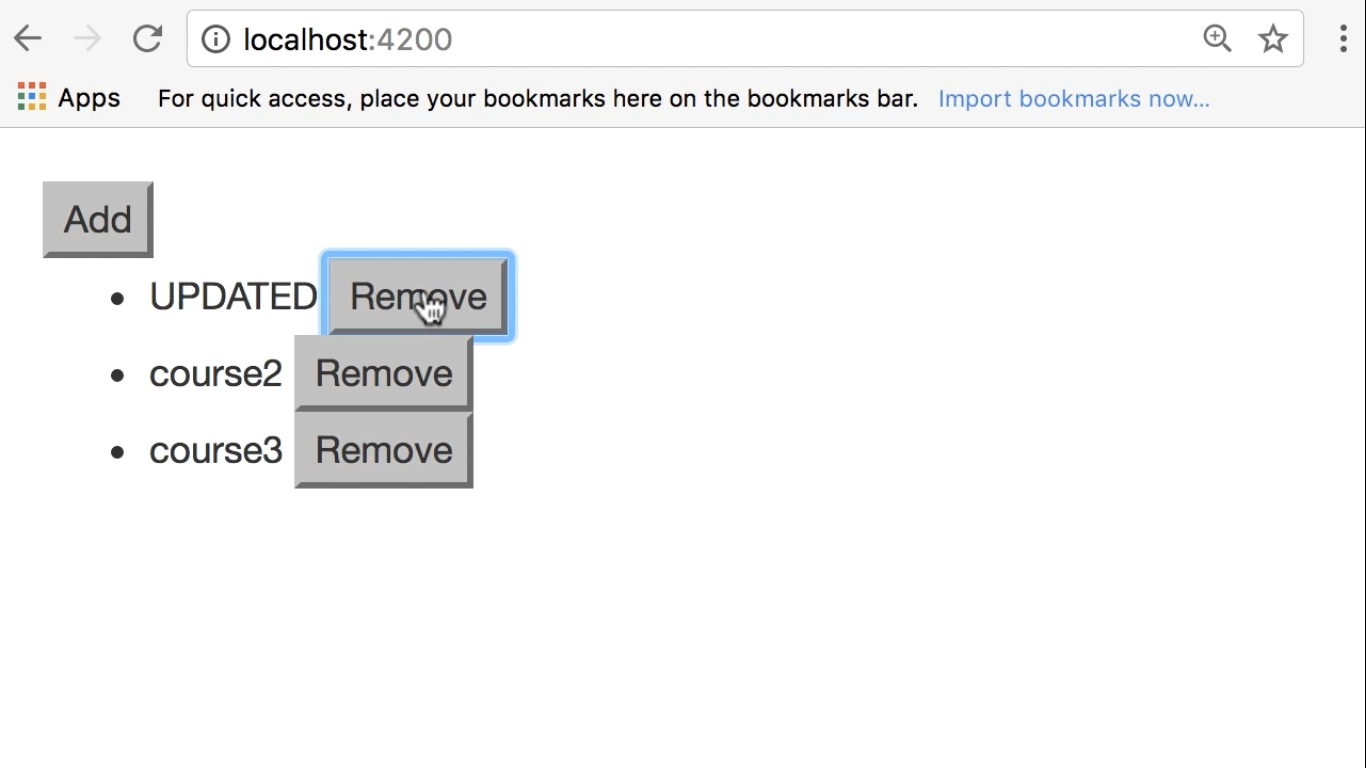 localhost:4200
Apps For quick access, place your bookmarks here on the bookmarks bar. Import bookmarks now...
Add
UPDATED Remove
course2 Remove
course3 Remove